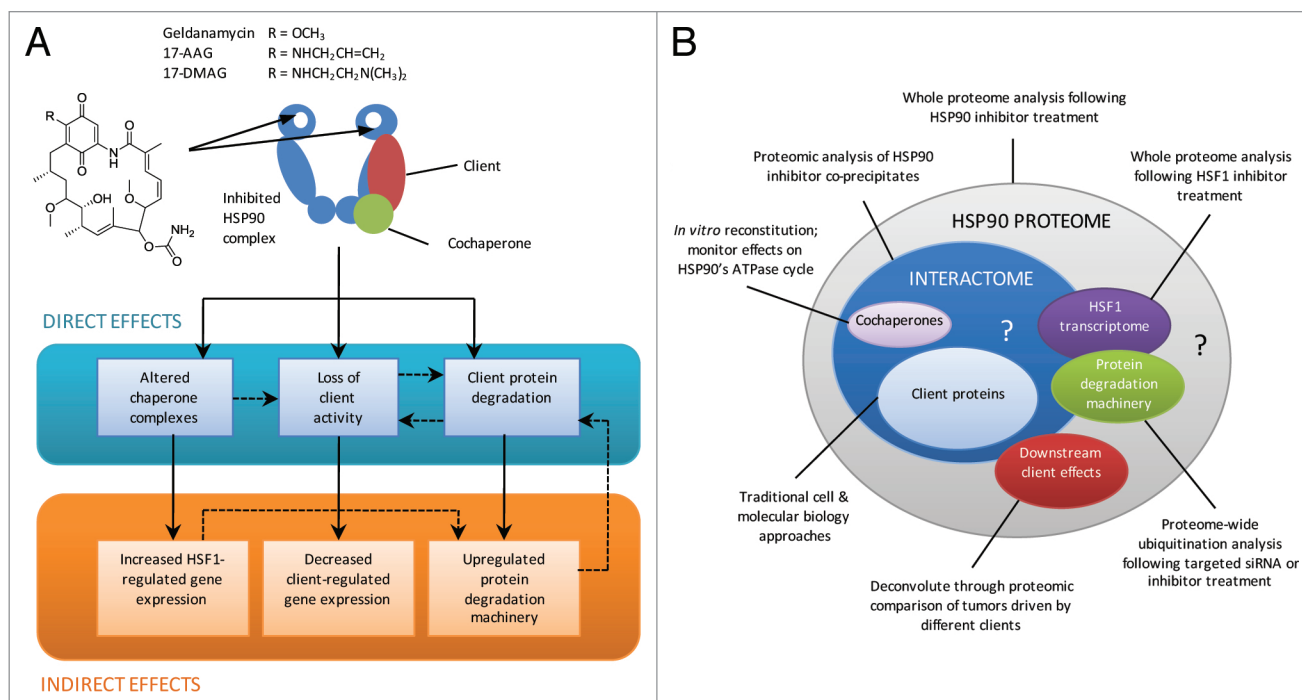 A
Geldanamycin R = OCH₃
17-AAG R = NHCH₂CH=CH₂
17-DMAG R = NHCH₂CH₂N(CH₃)₂
R
O
O
O
N
H
O
OH
O
O
NH₂
O
Inhibited
HSP90
complex
Client
Cochaperone
DIRECT EFFECTS
Altered
chaperone
complexes
Loss of
client
activity
Client protein
degradation
Increased HSF1-
regulated gene
expression
Decreased
client-regulated
gene expression
Upregulated
protein
degradation
machinery
INDIRECT EFFECTS
B
Whole proteome analysis following
HSP90 inhibitor treatment
Proteomic analysis of HSP90
inhibitor co-precipitates
Whole proteome analysis
following HSF1 inhibitor
treatment
In vitro reconstitution;
monitor effects on
HSP90's ATPase cycle
HSP90 PROTEOME
INTERACTOME
Cochaperones
?
HSF1
transcriptome
?
Protein
degradation
machinery
Client proteins
Downstream
client effects
Traditional cell &
molecular biology
approaches
Proteome-wide
ubiquitination analysis
following targeted siRNA or
inhibitor treatment
Deconvolute through proteomic
comparison of tumors driven by
different clients